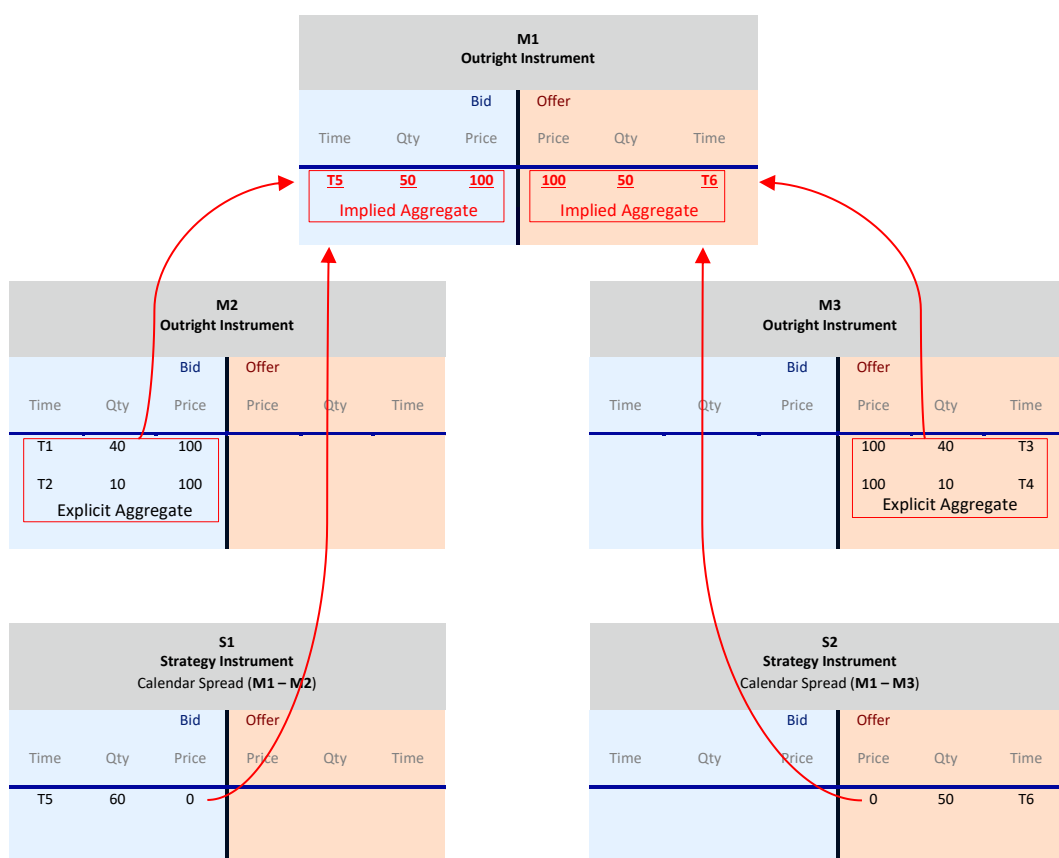 M1
Outright Instrument
Bid Offer
Time Qty Price Price Qty Time
T5 50 100 100 50 T6
Implied Aggregate Implied Aggregate
M2
Outright Instrument
Bid Offer
Time Qty Price Price Qty Time
T1 40 100
T2 10 100
Explicit Aggregate
M3
Outright Instrument
Bid Offer
Time Qty Price Price Qty Time
100 40 T3
100 10 T4
Explicit Aggregate
S1
Strategy Instrument
Calendar Spread (M1 – M2)
Bid Offer
Time Qty Price Price Qty Time
T5 60 0
S2
Strategy Instrument
Calendar Spread (M1 – M3)
Bid Offer
Time Qty Price Price Qty Time
0 50 T6